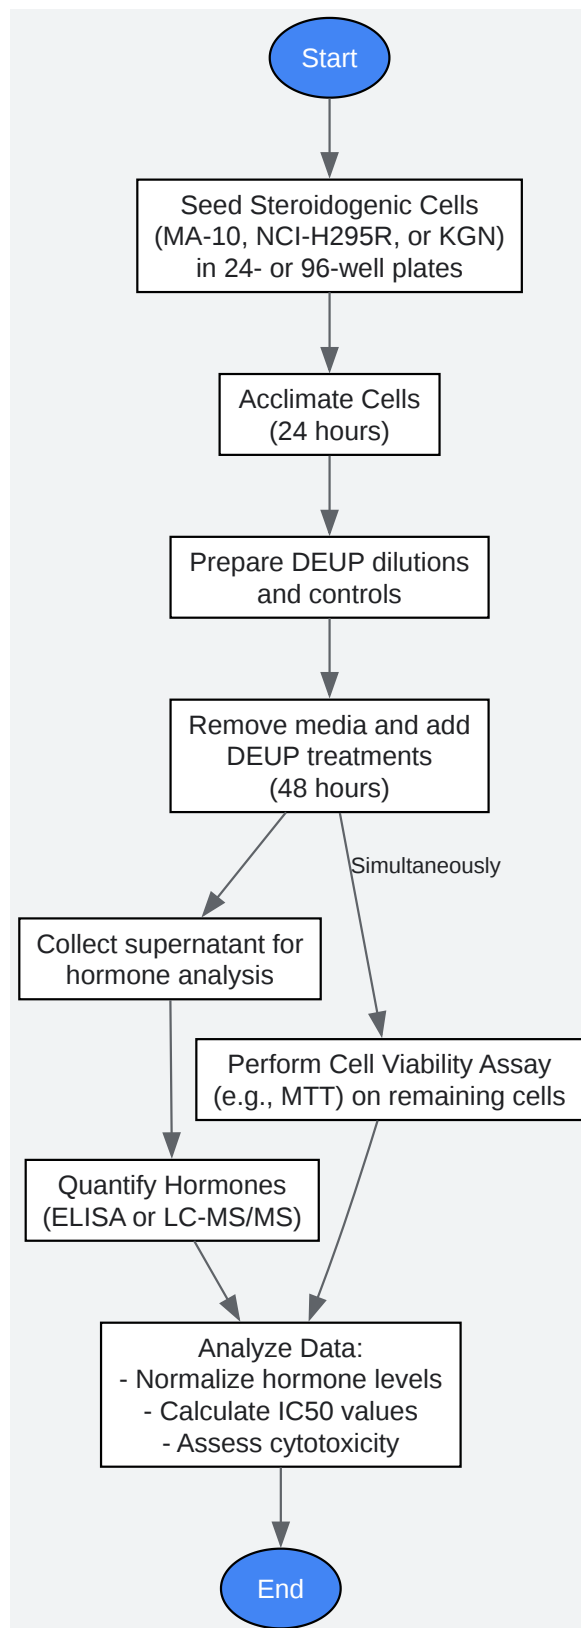 Start
Seed Steroidogenic Cells
(MA-10, NCI-H295R, or KGN)
in 24- or 96-well plates
Acclimate Cells
(24 hours)
Prepare DEUP dilutions
and controls
Remove media and add
DEUP treatments
(48 hours)
Simultaneously
Collect supernatant for
hormone analysis
Perform Cell Viability Assay
(e.g., MTT) on remaining cells
Quantify Hormones
(ELISA or LC-MS/MS)
Analyze Data:
- Normalize hormone levels
- Calculate IC50 values
- Assess cytotoxicity
End